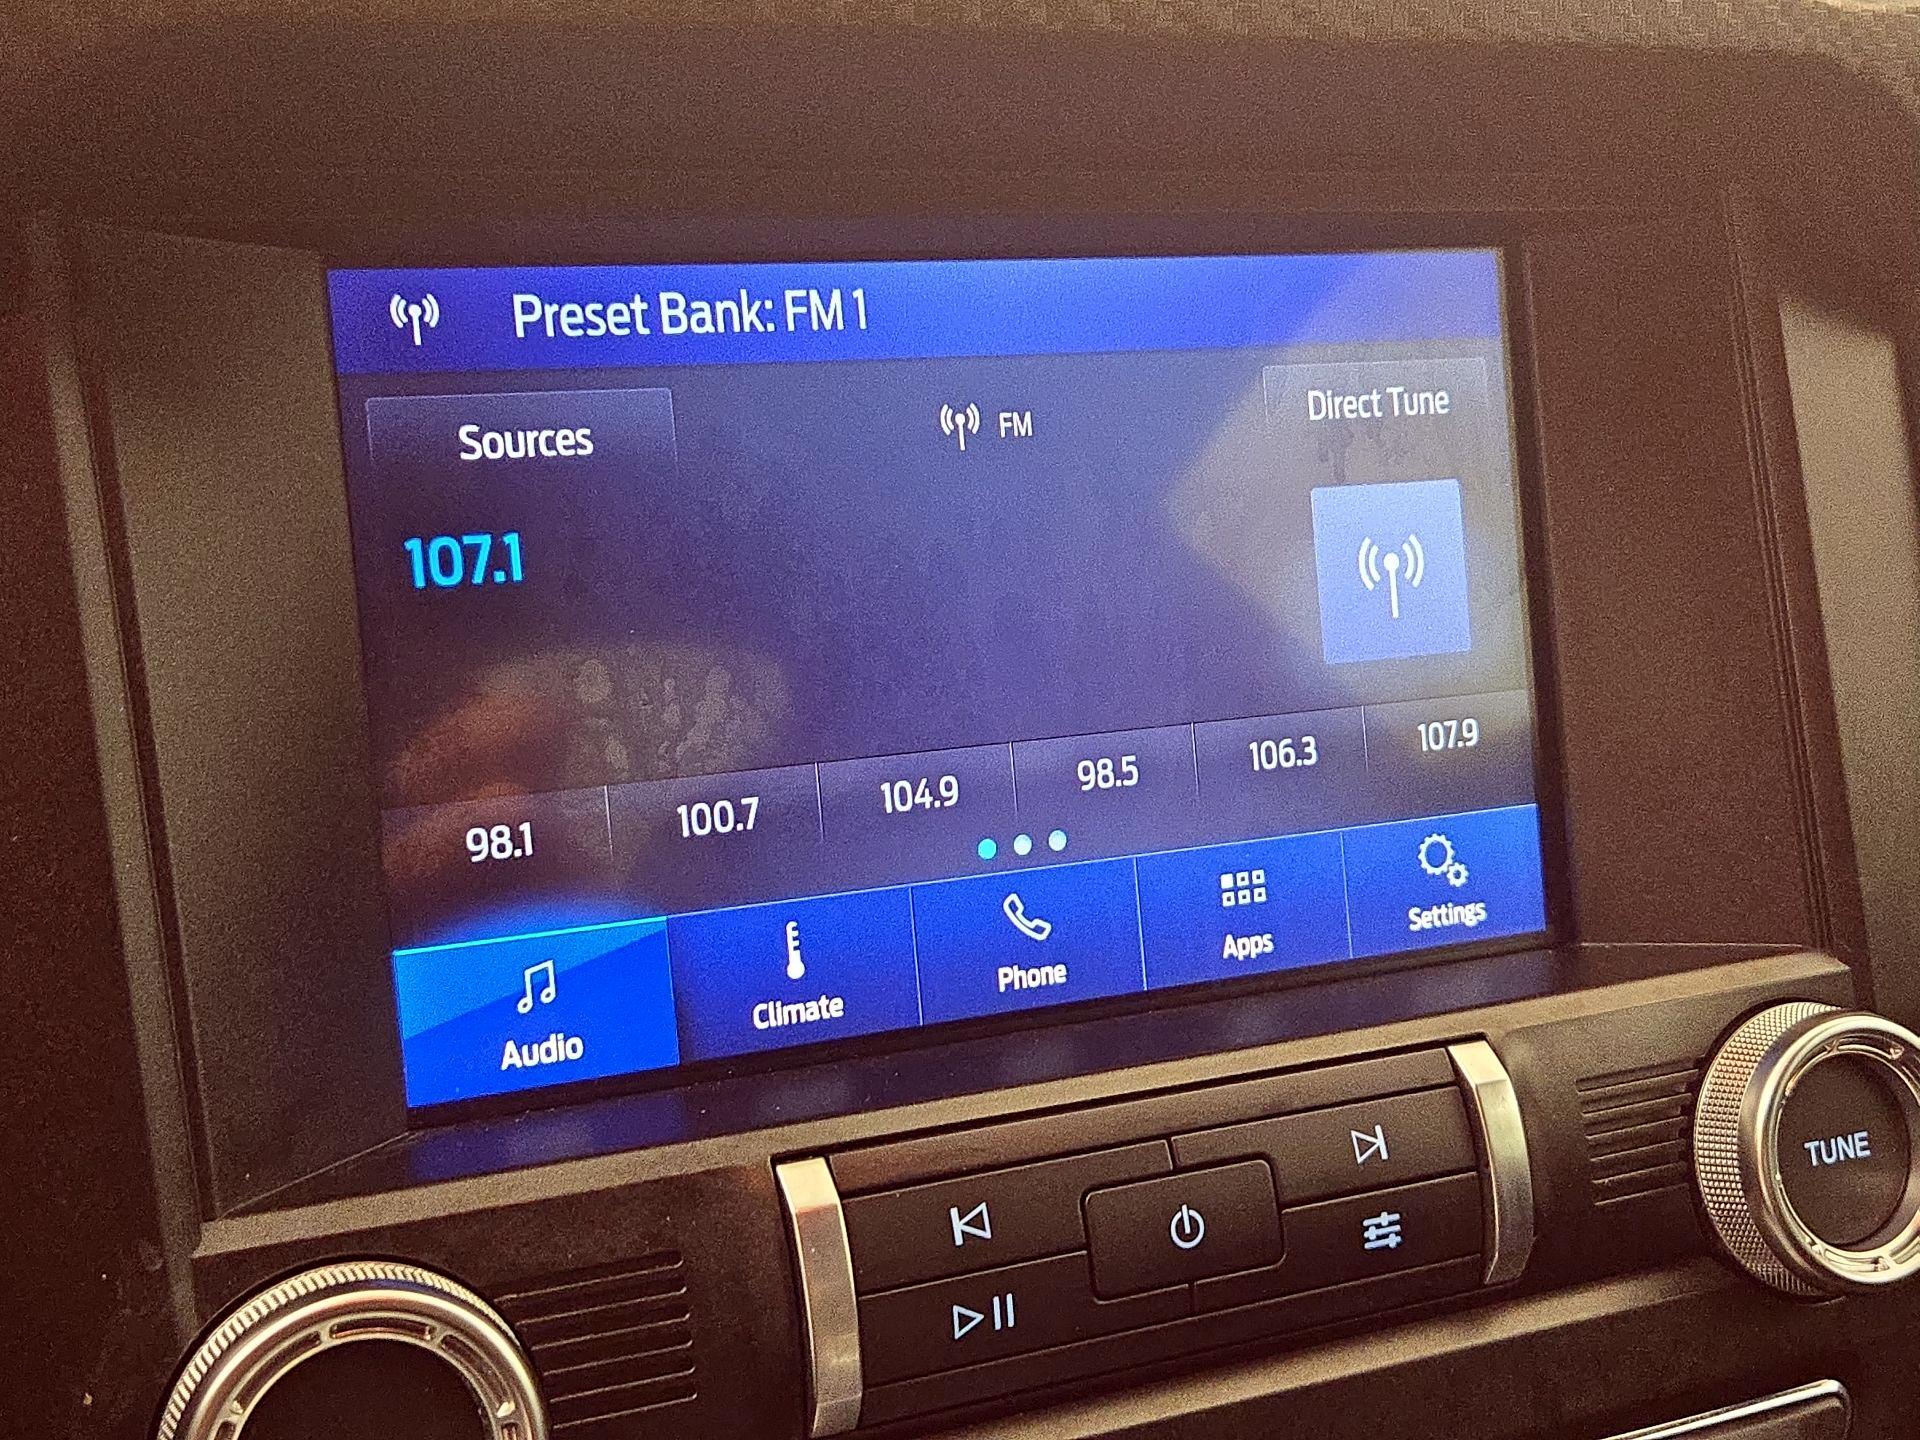 Preset Bank: FM 1
Sources
FM
Direct Tune
107.1
98.1
100.7
104.9
98.5
106.3
107.9
Audio
Climate
Phone
Apps
Settings
TUNE